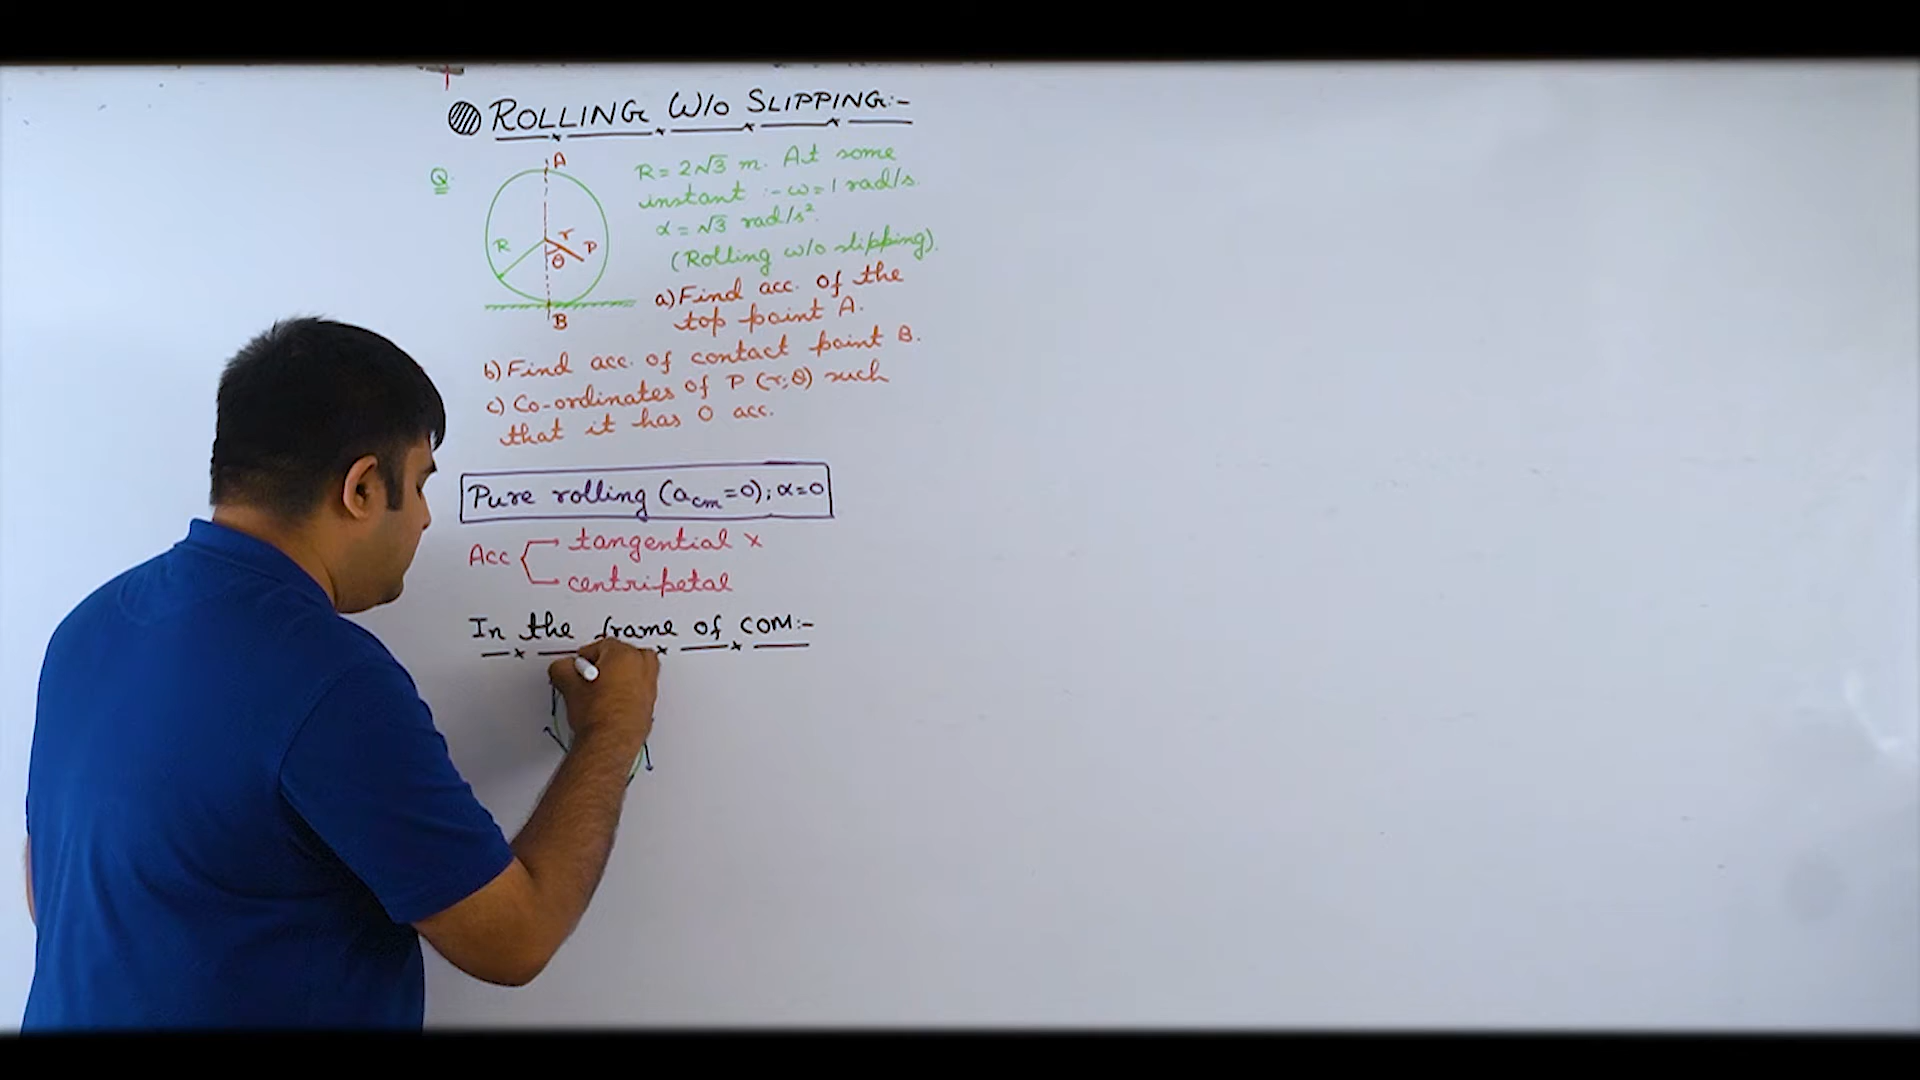 ROLLING W/O SLIPPING:-
Q.
A
R
r
P
θ
B
R = 2√3 m. At some
instant :- ω = 1 rad/s.
α = √3 rad/s².
(Rolling w/o slipping).
a) Find acc. of the
top point A.
b) Find acc. of contact point B.
c) Co-ordinates of P (r, θ) such
that it has 0 acc.
Pure rolling (acm=0); α=0
Acc
tangential x
centripetal
In the frame of COM:-